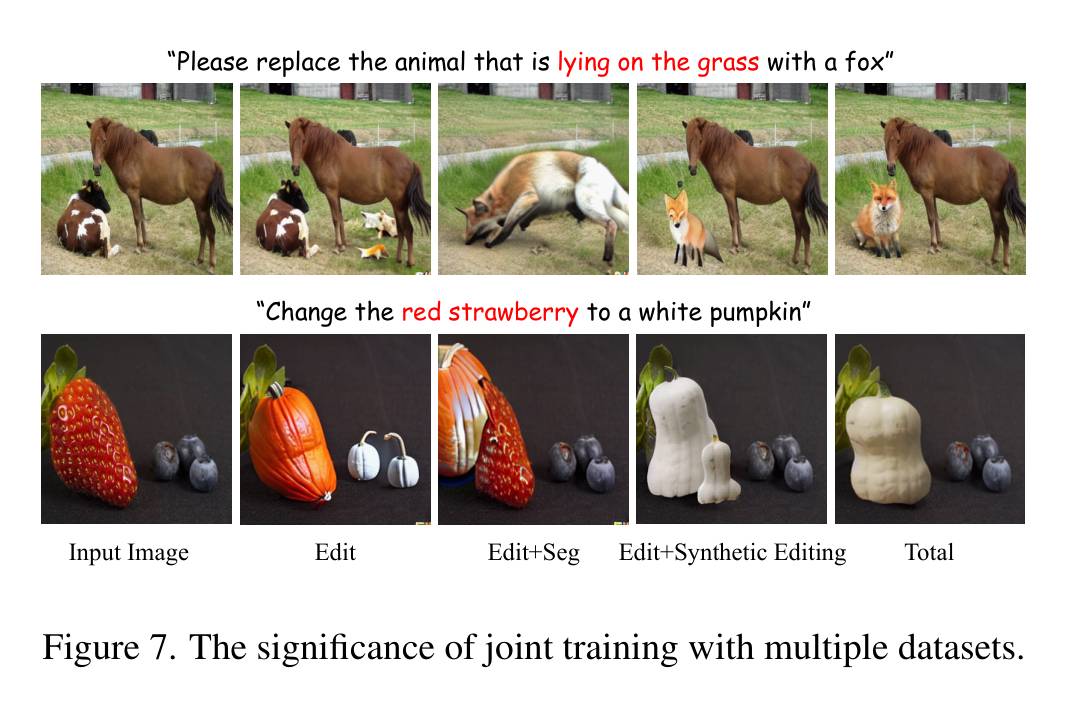 “Please replace the animal that is lying on the grass with a fox”
“Change the red strawberry to a white pumpkin”
Input Image Edit Edit+Seg Edit+Synthetic Editing Total
Figure 7. The significance of joint training with multiple datasets.